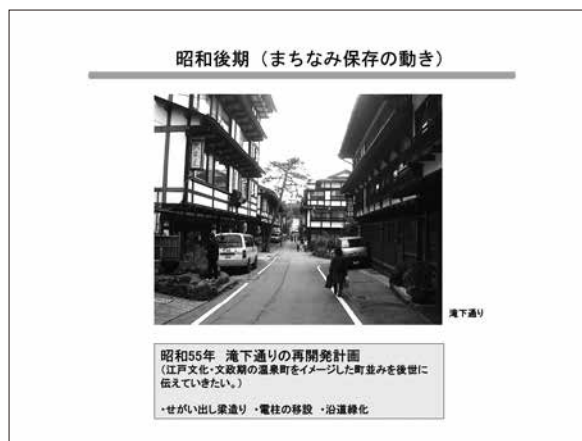 昭和後期（まちなみ保存の動き）
滝下通り
昭和55年　滝下通りの再開発計画
（江戸文化・文政期の温泉町をイメージした町並みを後世に
伝えていきたい。）
・せがい出し梁造り ・電柱の移設 ・沿道緑化